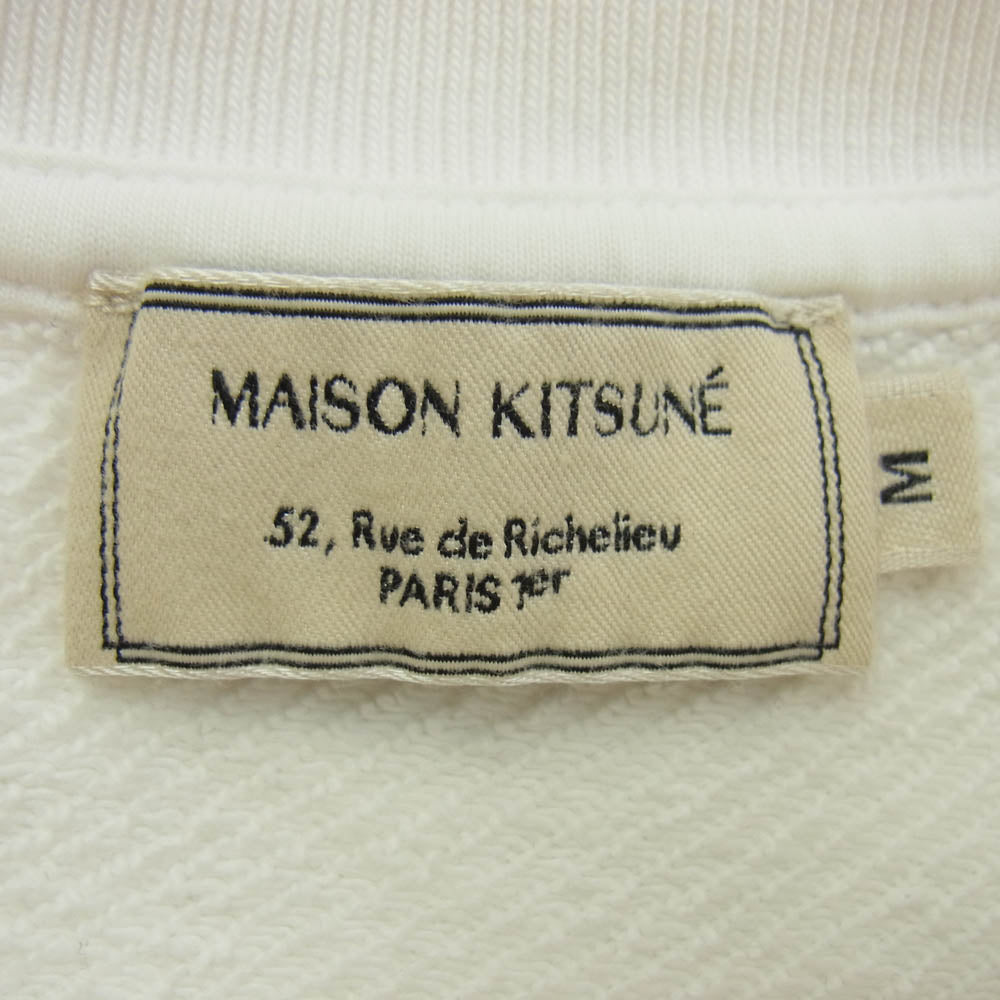 MAISON KITSUNÉ
52, Rue de Richelieu
PARIS 1er
M